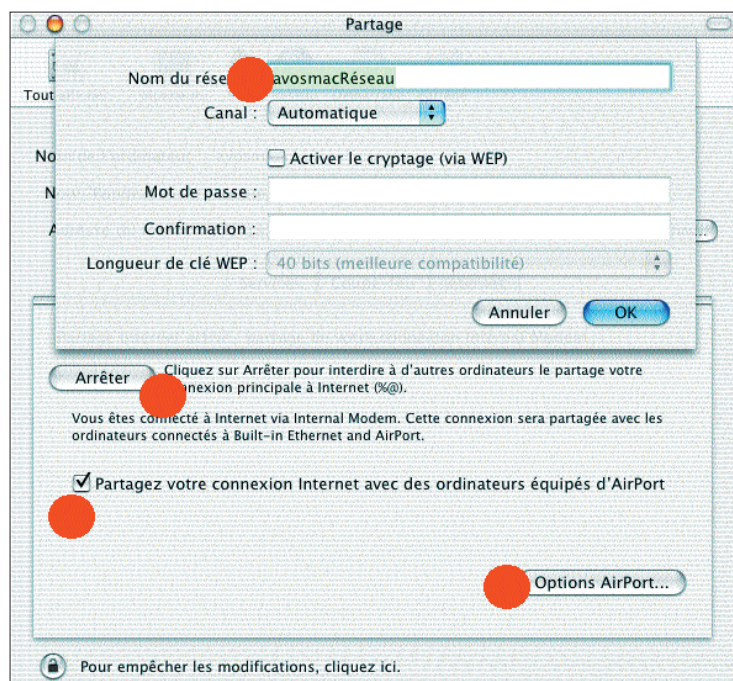 Partage
Nom du rése
avosmacRéseau
Tout
Canal : Automatique
No
Activer le cryptage (via WEP)
N
Mot de passe :
Confirmation :
Longueur de clé WEP : 40 bits (meilleure compatibilité)
Annuler OK
Arrêter
Cliquez sur Arrêter pour interdire à d'autres ordinateurs le partage votre
nnexion principale à Internet (%@).
Vous êtes connecté à Internet via Internal Modem. Cette connexion sera partagée avec les
ordinateurs connectés à Built-in Ethernet and AirPort.
Partagez votre connexion Internet avec des ordinateurs équipés d'AirPort
Options AirPort...
Pour empêcher les modifications, cliquez ici.